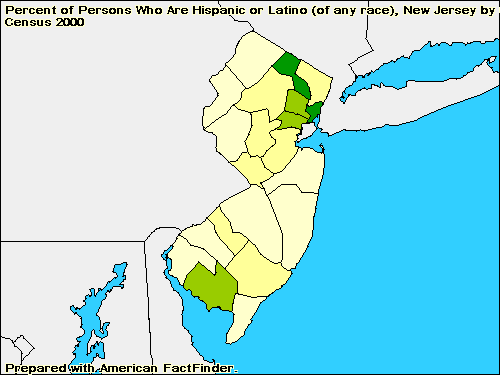 Percent of Persons Who Are Hispanic or Latino (of any race), New Jersey by
Census 2000
Prepared with American FactFinder.